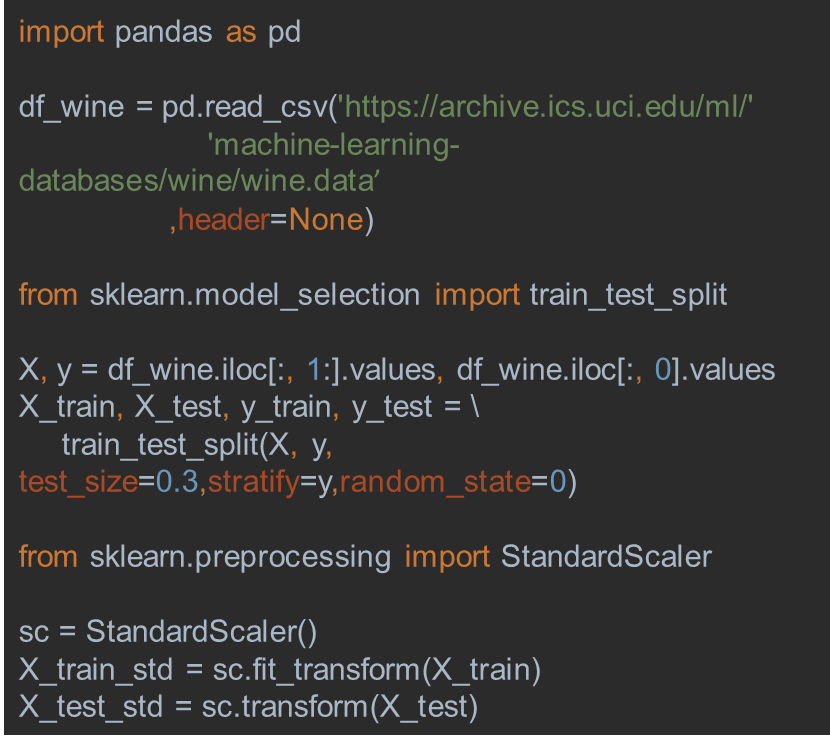 import pandas as pd
df_wine = pd.read_csv('https://archive.ics.uci.edu/ml/'
'machine-learning-
databases/wine/wine.data’
,header=None)
from sklearn.model_selection import train_test_split
X, y = df_wine.iloc[:, 1:].values, df_wine.iloc[:, 0].values
X_train, X_test, y_train, y_test = \
train_test_split(X, y,
test_size=0.3,stratify=y,random_state=0)
from sklearn.preprocessing import StandardScaler
sc = StandardScaler()
X_train_std = sc.fit_transform(X_train)
X_test_std = sc.transform(X_test)